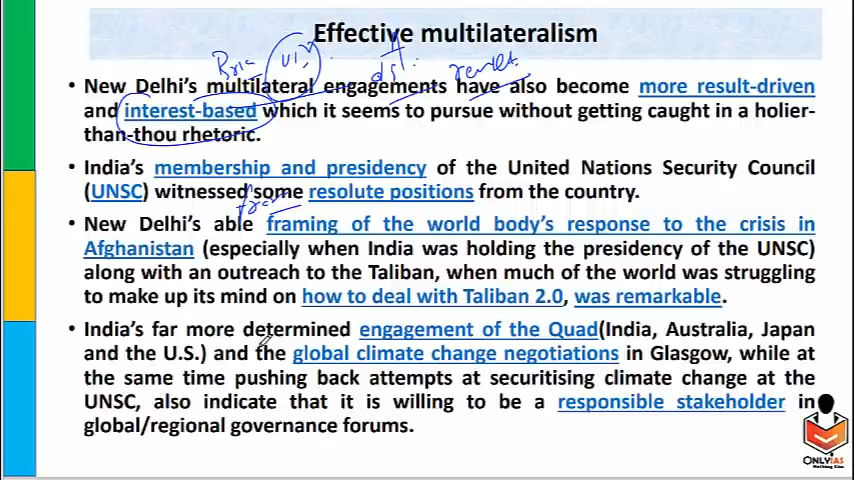 Effective multilateralism
• New Delhi's multilateral engagements have also become more result-driven
and interest-based which it seems to pursue without getting caught in a holier-
than-thou rhetoric.
• India's membership and presidency of the United Nations Security Council
(UNSC) witnessed some resolute positions from the country.
• New Delhi's able framing of the world body's response to the crisis in
Afghanistan (especially when India was holding the presidency of the UNSC)
along with an outreach to the Taliban, when much of the world was struggling
to make up its mind on how to deal with Taliban 2.0, was remarkable.
• India's far more determined engagement of the Quad(India, Australia, Japan
and the U.S.) and the global climate change negotiations in Glasgow, while at
the same time pushing back attempts at securitising climate change at the
UNSC, also indicate that it is willing to be a responsible stakeholder in
global/regional governance forums.
ONLYIAS
Nothing Else